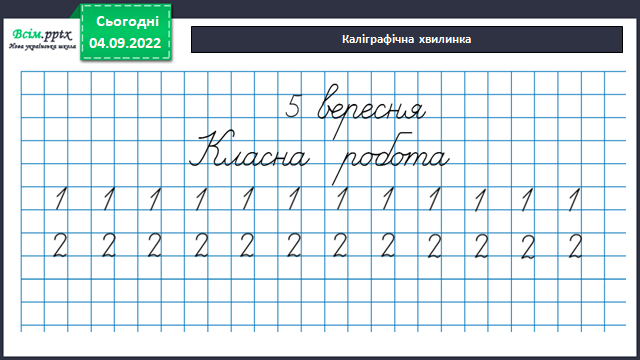 Всім.pptx
Нова українська школа
Сьогодні
04.09.2022
Каліграфічна хвилинка
5 вересня
Класна робота
1 1 1 1 1 1 1 1 1 1 1 1
2 2 2 2 2 2 2 2 2 2 2 2